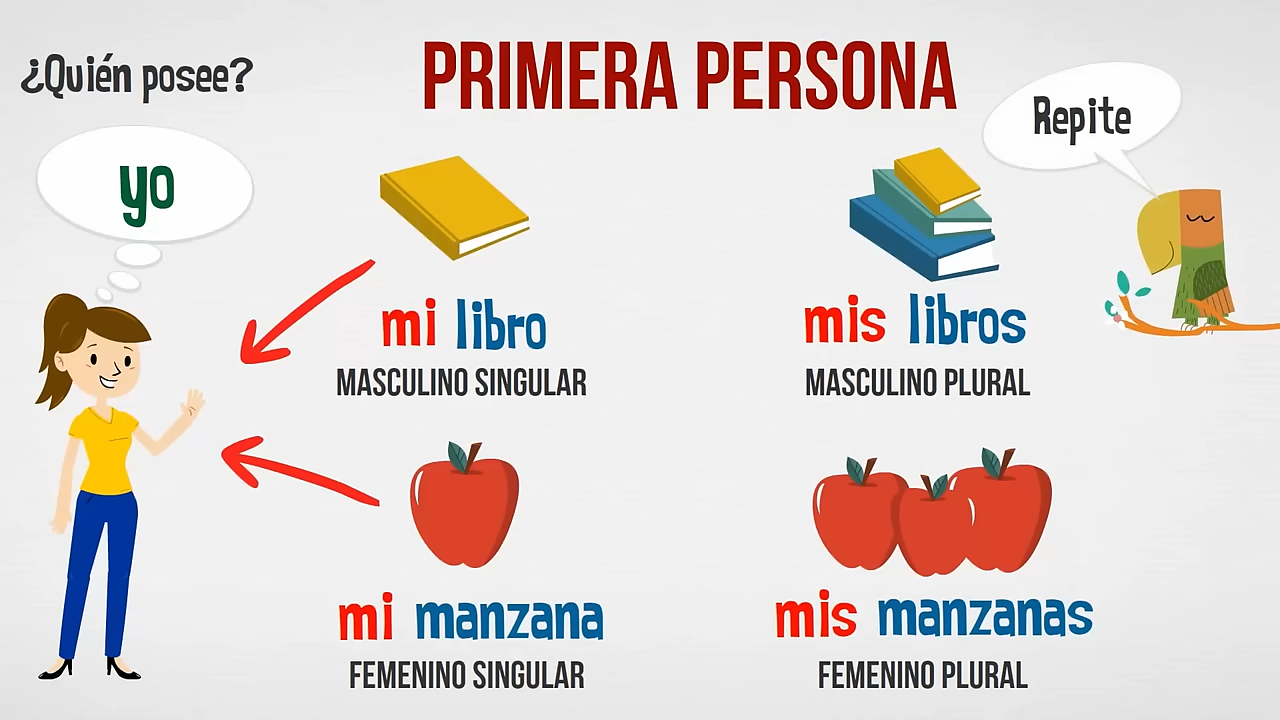 PRIMERA PERSONA
¿Quién posee?
yo
Repite
mi libro
MASCULINO SINGULAR
mis libros
MASCULINO PLURAL
mi manzana
FEMENINO SINGULAR
mis manzanas
FEMENINO PLURAL